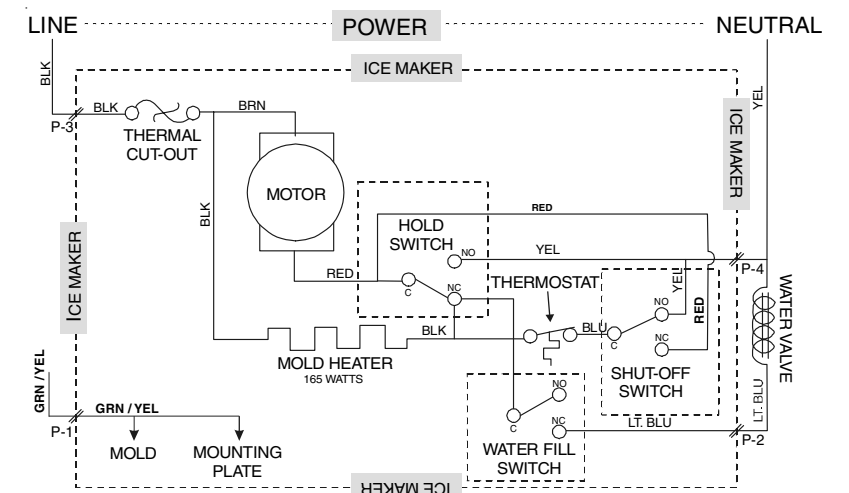 LINE
POWER
NEUTRAL
BLK
ICE MAKER
YEL
BLK
BRN
P-3
THERMAL
CUT-OUT
ICE MAKER
MOTOR
BLK
HOLD
SWITCH
RED
NO
YEL
ICE MAKER
RED
C
NC
THERMOSTAT
YEL
RED
P-4
BLK
BLU
NO
C
NC
WATER VALVE
MOLD HEATER
165 WATTS
SHUT-OFF
SWITCH
GRN /YEL
GRN / YEL
NO
C
NC
LT. BLU
LT. BLU
P-1
P-2
MOLD
MOUNTING
PLATE
WATER FILL
SWITCH
ICE MAKER